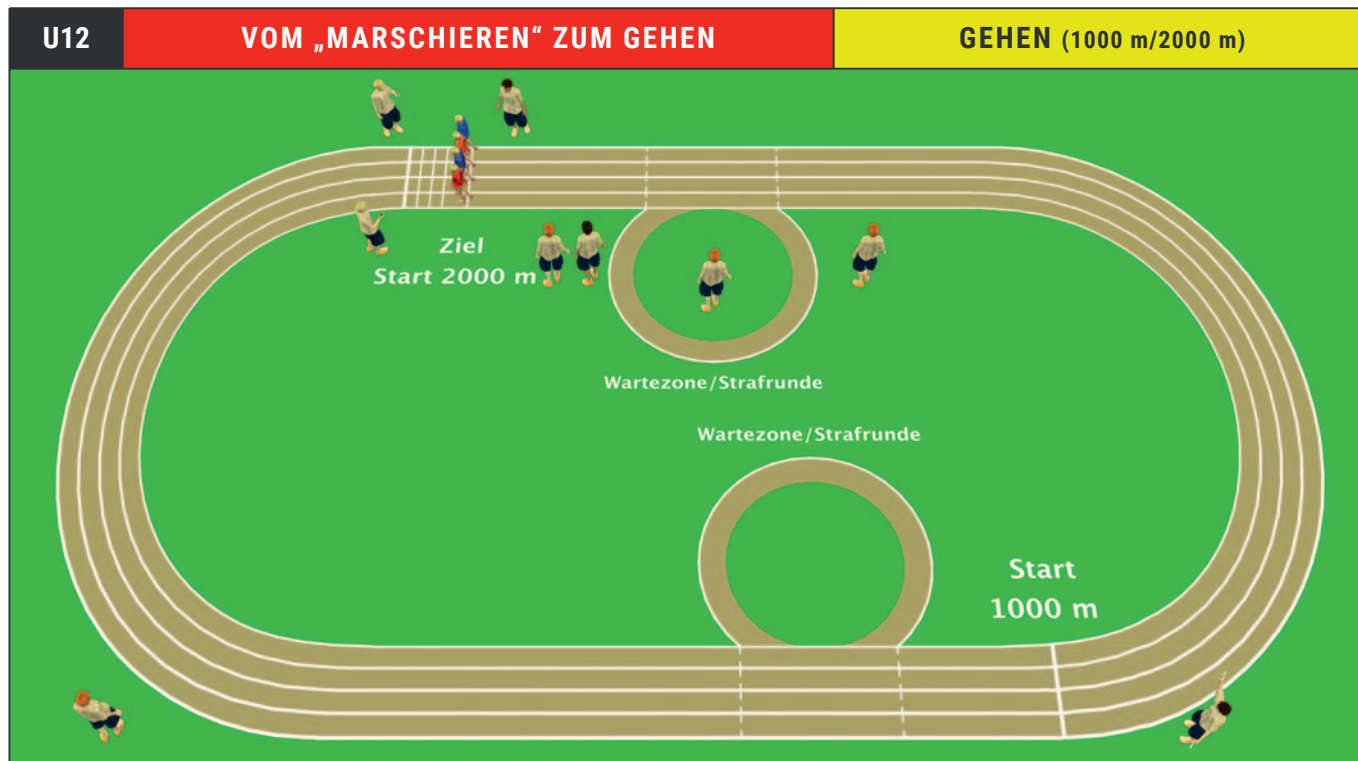 U12
VOM „MARSCHIEREN“ ZUM GEHEN
GEHEN (1000 m/2000 m)
Ziel
Start 2000 m
Wartezone/Strafrunde
Wartezone/Strafrunde
Start
1000 m